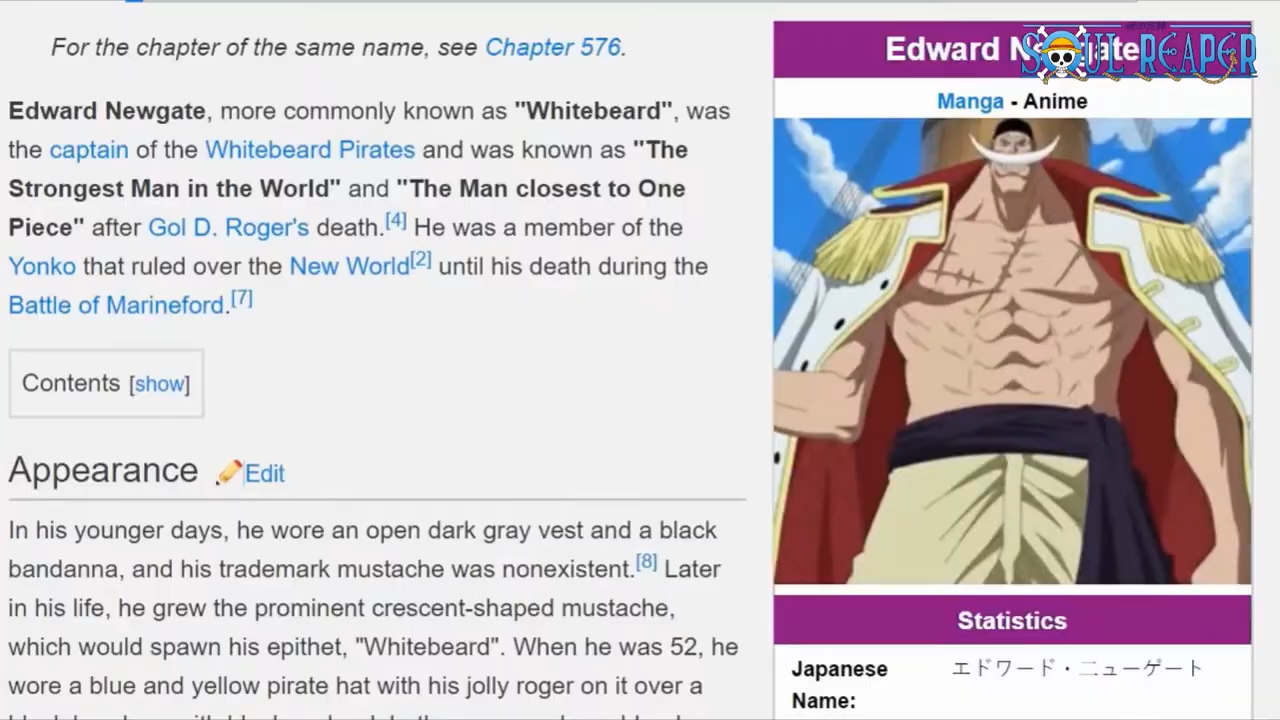 For the chapter of the same name, see Chapter 576.
Edward Newgate, more commonly known as "Whitebeard", was
the captain of the Whitebeard Pirates and was known as "The
Strongest Man in the World" and "The Man closest to One
Piece" after Gol D. Roger's death.[4] He was a member of the
Yonko that ruled over the New World[2] until his death during the
Battle of Marineford.[7]
Contents [show]
Appearance Edit
In his younger days, he wore an open dark gray vest and a black
bandanna, and his trademark mustache was nonexistent.[8] Later
in his life, he grew the prominent crescent-shaped mustache,
which would spawn his epithet, "Whitebeard". When he was 52, he
wore a blue and yellow pirate hat with his jolly roger on it over a
Edward
SOUL REAPER
Manga - Anime
Statistics
Japanese エドワード・ニューゲート
Name: